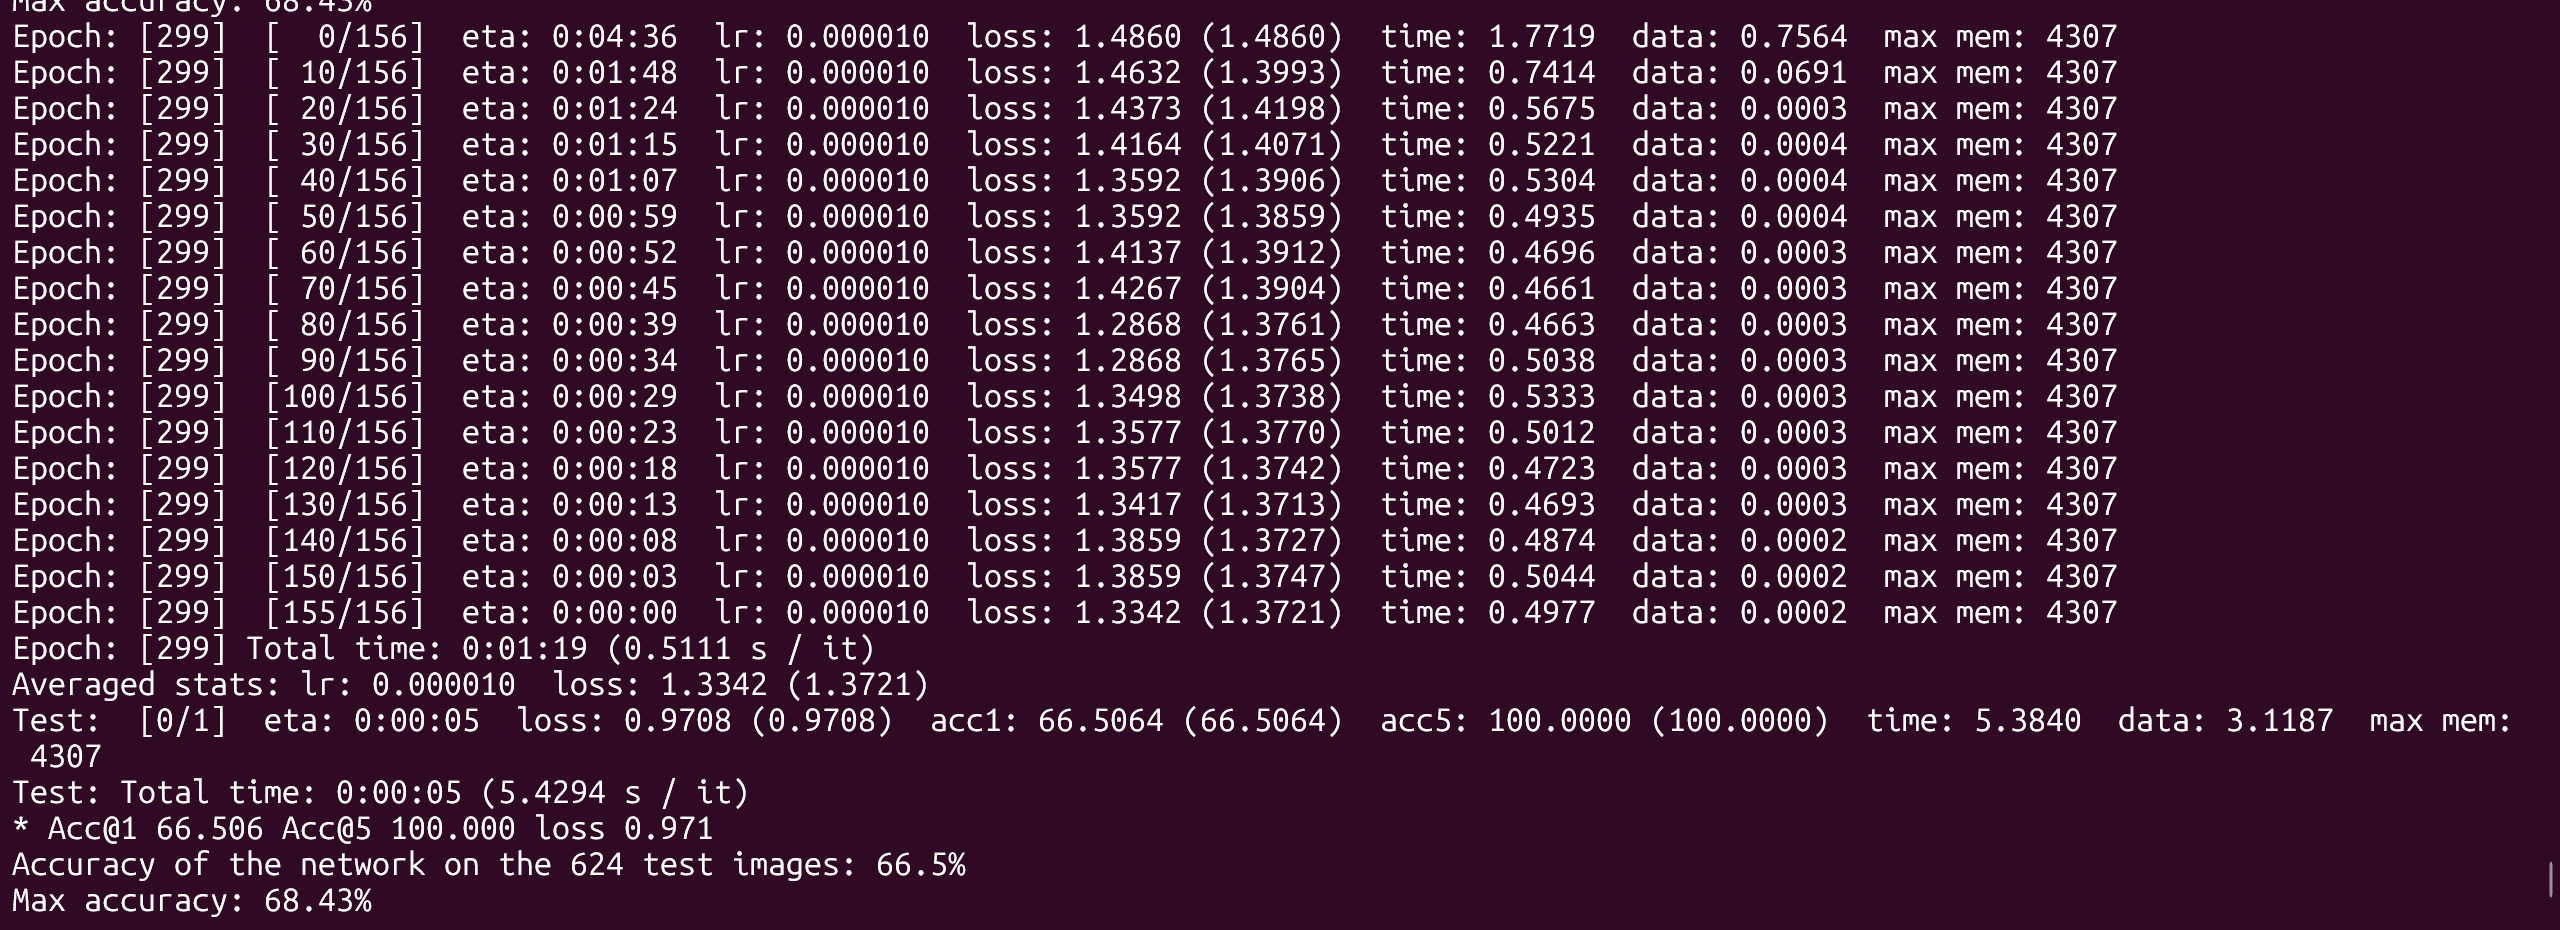 Max accuracy: 68.43%
Epoch: [299]  [  0/156]  eta: 0:04:36  lr: 0.000010  loss: 1.4860 (1.4860)  time: 1.7719  data: 0.7564  max mem: 4307
Epoch: [299]  [ 10/156]  eta: 0:01:48  lr: 0.000010  loss: 1.4632 (1.3993)  time: 0.7414  data: 0.0691  max mem: 4307
Epoch: [299]  [ 20/156]  eta: 0:01:24  lr: 0.000010  loss: 1.4373 (1.4198)  time: 0.5675  data: 0.0003  max mem: 4307
Epoch: [299]  [ 30/156]  eta: 0:01:15  lr: 0.000010  loss: 1.4164 (1.4071)  time: 0.5221  data: 0.0004  max mem: 4307
Epoch: [299]  [ 40/156]  eta: 0:01:07  lr: 0.000010  loss: 1.3592 (1.3906)  time: 0.5304  data: 0.0004  max mem: 4307
Epoch: [299]  [ 50/156]  eta: 0:00:59  lr: 0.000010  loss: 1.3592 (1.3859)  time: 0.4935  data: 0.0004  max mem: 4307
Epoch: [299]  [ 60/156]  eta: 0:00:52  lr: 0.000010  loss: 1.4137 (1.3912)  time: 0.4696  data: 0.0003  max mem: 4307
Epoch: [299]  [ 70/156]  eta: 0:00:45  lr: 0.000010  loss: 1.4267 (1.3904)  time: 0.4661  data: 0.0003  max mem: 4307
Epoch: [299]  [ 80/156]  eta: 0:00:39  lr: 0.000010  loss: 1.2868 (1.3761)  time: 0.4663  data: 0.0003  max mem: 4307
Epoch: [299]  [ 90/156]  eta: 0:00:34  lr: 0.000010  loss: 1.2868 (1.3765)  time: 0.5038  data: 0.0003  max mem: 4307
Epoch: [299]  [100/156]  eta: 0:00:29  lr: 0.000010  loss: 1.3498 (1.3738)  time: 0.5333  data: 0.0003  max mem: 4307
Epoch: [299]  [110/156]  eta: 0:00:23  lr: 0.000010  loss: 1.3577 (1.3770)  time: 0.5012  data: 0.0003  max mem: 4307
Epoch: [299]  [120/156]  eta: 0:00:18  lr: 0.000010  loss: 1.3577 (1.3742)  time: 0.4723  data: 0.0003  max mem: 4307
Epoch: [299]  [130/156]  eta: 0:00:13  lr: 0.000010  loss: 1.3417 (1.3713)  time: 0.4693  data: 0.0003  max mem: 4307
Epoch: [299]  [140/156]  eta: 0:00:08  lr: 0.000010  loss: 1.3859 (1.3727)  time: 0.4874  data: 0.0002  max mem: 4307
Epoch: [299]  [150/156]  eta: 0:00:03  lr: 0.000010  loss: 1.3859 (1.3747)  time: 0.5044  data: 0.0002  max mem: 4307
Epoch: [299]  [155/156]  eta: 0:00:00  lr: 0.000010  loss: 1.3342 (1.3721)  time: 0.4977  data: 0.0002  max mem: 4307
Epoch: [299] Total time: 0:01:19 (0.5111 s / it)
Averaged stats: lr: 0.000010  loss: 1.3342 (1.3721)
Test:  [0/1]  eta: 0:00:05  loss: 0.9708 (0.9708)  acc1: 66.5064 (66.5064)  acc5: 100.0000 (100.0000)  time: 5.3840  data: 3.1187  max mem:
 4307
Test: Total time: 0:00:05 (5.4294 s / it)
* Acc@1 66.506 Acc@5 100.000 loss 0.971
Accuracy of the network on the 624 test images: 66.5%
Max accuracy: 68.43%